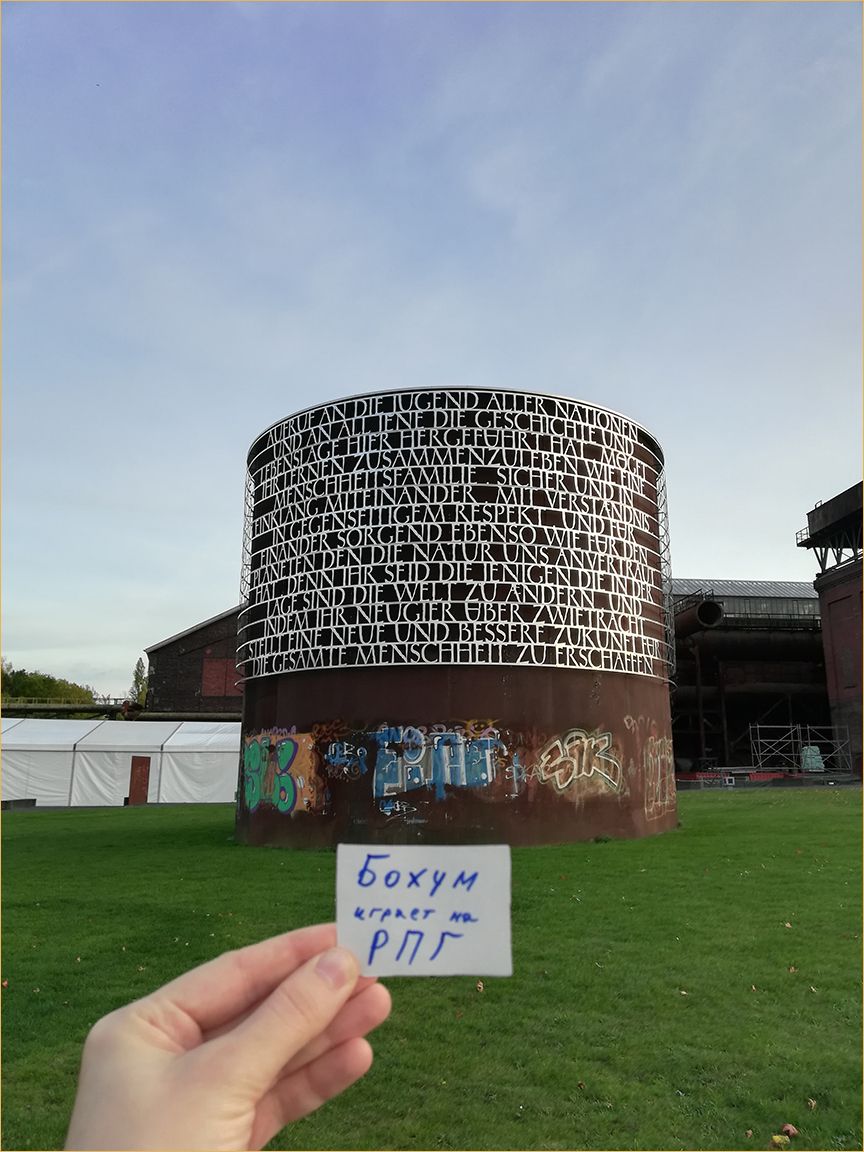 AUFRUF AN DIE JUGEND ALLER NATIONEN
UND AN ALL JENE DIE GESCHICHTE UND
LEBENSLAGE HIER HERGEFÜHRT HAT . MÖGET
IHR LERNEN ZUSAMMENZULEBEN WIE EINE
MENSCHHEITSFAMILIE . SICHER UND IN
EINKLANG MITEINANDER . MIT VERSTÄNDNIS
GEGENSEITIGEM RESPEKT . UND FÜR
EINANDER SORGEND EBENSO WIE FÜR DEN
PLANETEN DEN DIE NATUR UNS ANVERTRAUT
HAT . DENN IHR SEID DIE JENIGEN DIE IN DER
LAGE SIND DIE WELT ZU ÄNDERN . UND
INDEM IHR NEUGIER ÜBER ZWIETRACHT
STELLT EINE NEUE UND BESSERE ZUKUNFT FÜR
DIE GESAMTE MENSCHHEIT ZU ERSCHAFFEN
SIK
Бохум
играет на
РПГ